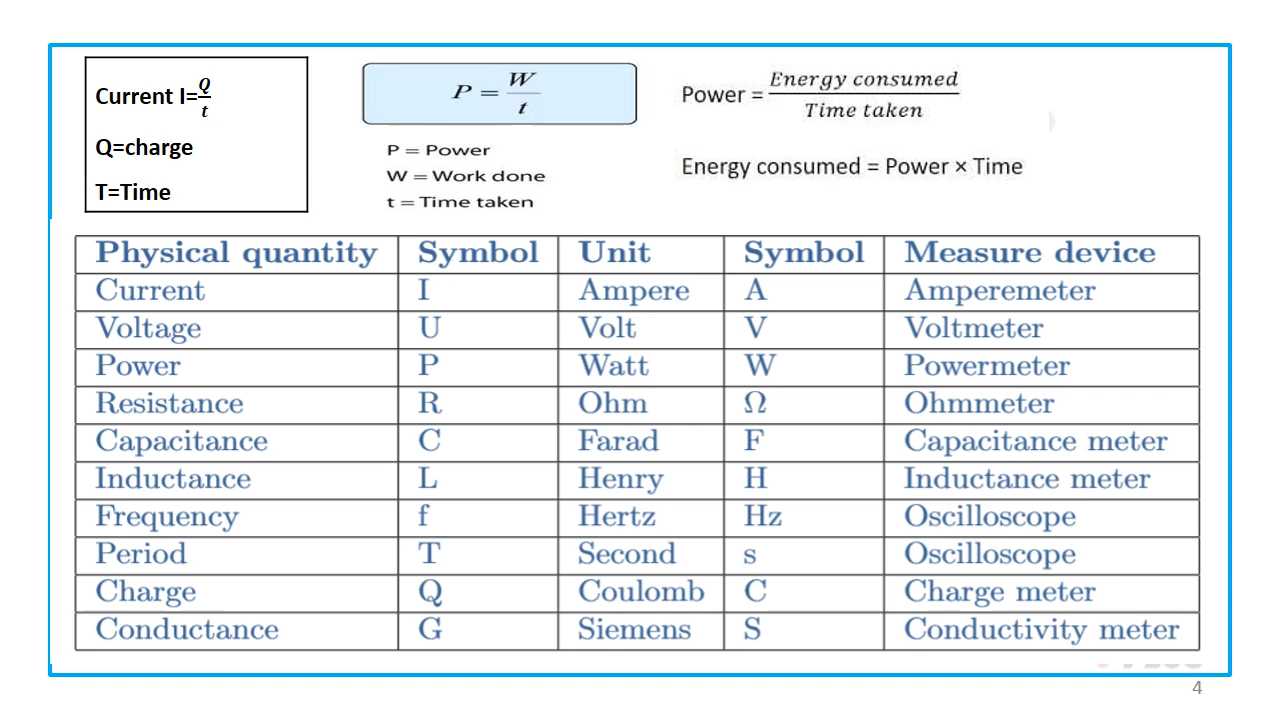 Current I=Q/t
Q=charge
T=Time
P = W/t
P = Power
W = Work done
t = Time taken
Power = Energy consumed/Time taken
Energy consumed = Power × Time
Physical quantity Symbol Unit Symbol Measure device
Current I Ampere A Amperemeter
Voltage U Volt V Voltmeter
Power P Watt W Powermeter
Resistance R Ohm Ω Ohmmeter
Capacitance C Farad F Capacitance meter
Inductance L Henry H Inductance meter
Frequency f Hertz Hz Oscilloscope
Period T Second s Oscilloscope
Charge Q Coulomb C Charge meter
Conductance G Siemens S Conductivity meter
4